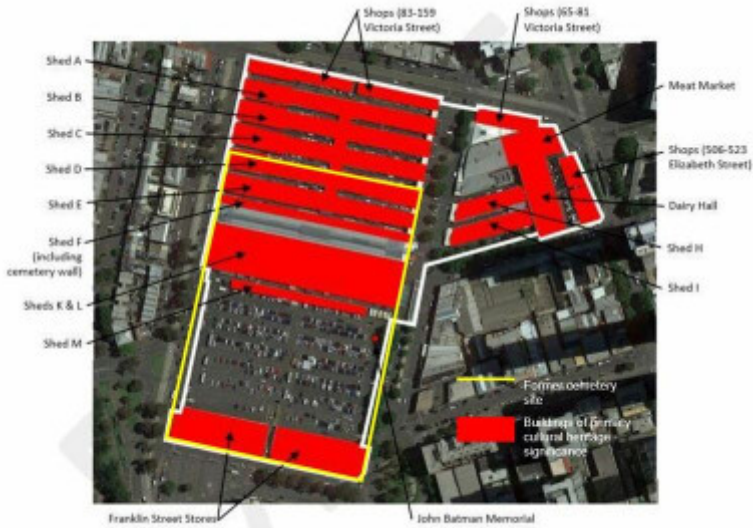 Shops (83-159
Victoria Street)
Shops (65-81
Victoria Street)
Shed A
Shed B
Shed C
Shed D
Shed E
Shed F
(including
cemetery wall)
Sheds K & L
Shed M
Meat Market
Shops (506-523
Elizabeth Street)
Dairy Hall
Shed H
Shed I
Former cemetery
site
Buildings of primary
cultural heritage
significance
Franklin Street Stores
John Batman Memorial